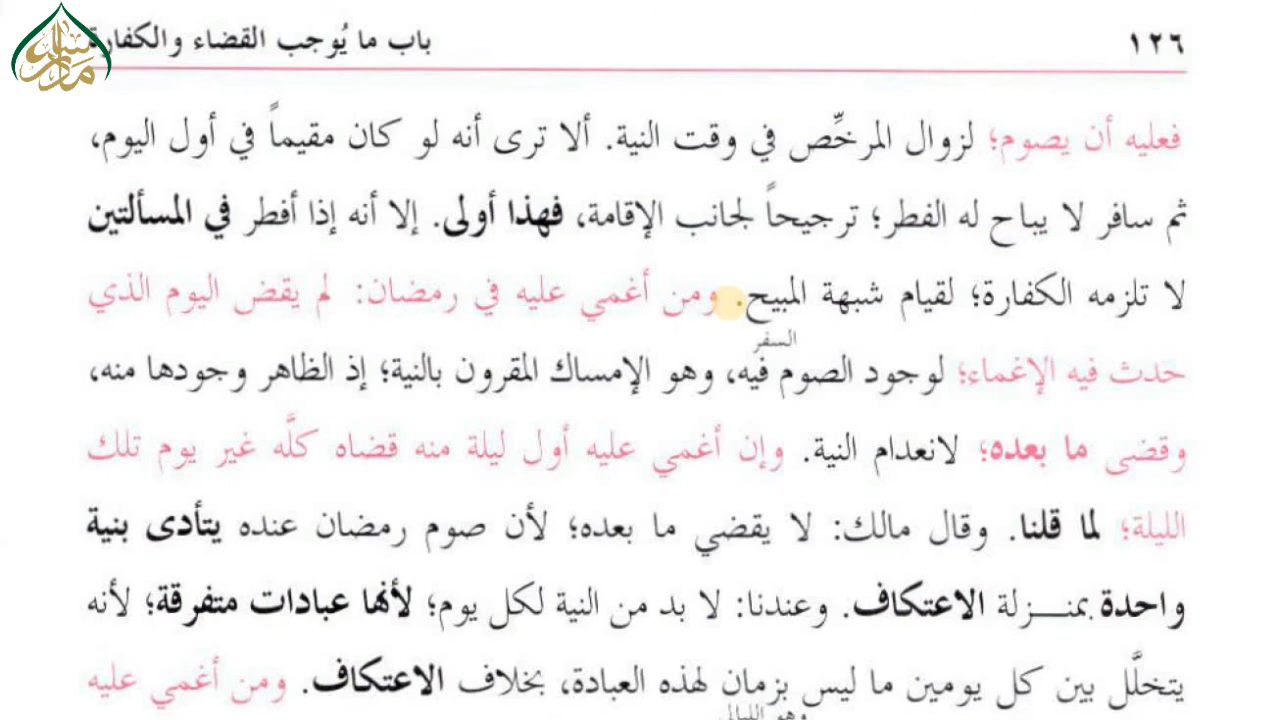 ١٢٦
باب ما يُوجب القضاء والكفارة
فعليه أن يصوم؛ لزوال المرخِّص في وقت النية. ألا ترى أنه لو كان مقيماً في أول اليوم،
ثم سافر لا يباح له الفطر؛ ترجيحاً لجانب الإقامة، فهذا أولى. إلا أنه إذا أفطر في المسألتين
لا تلزمه الكفارة؛ لقيام شبهة المبيح. ومن أغمي عليه في رمضان: لم يقض اليوم الذي
السفر
حدث فيه الإغماء؛ لوجود الصوم فيه، وهو الإمساك المقرون بالنية؛ إذ الظاهر وجودها منه،
وقضى ما بعده؛ لانعدام النية. وإن أغمي عليه أول ليلة منه قضاه كلَّه غير يوم تلك
الليلة؛ لما قلنا. وقال مالك: لا يقضي ما بعده؛ لأن صوم رمضان عنده يتأدى بنية
واحدة بمنـــزلة الاعتكاف. وعندنا: لا بد من النية لكل يوم؛ لأنها عبادات متفرقة؛ لأنه
يتخلَّل بين كل يومين ما ليس بزمان لهذه العبادة، بخلاف الاعتكاف. ومن أغمي عليه
وهو الليالي